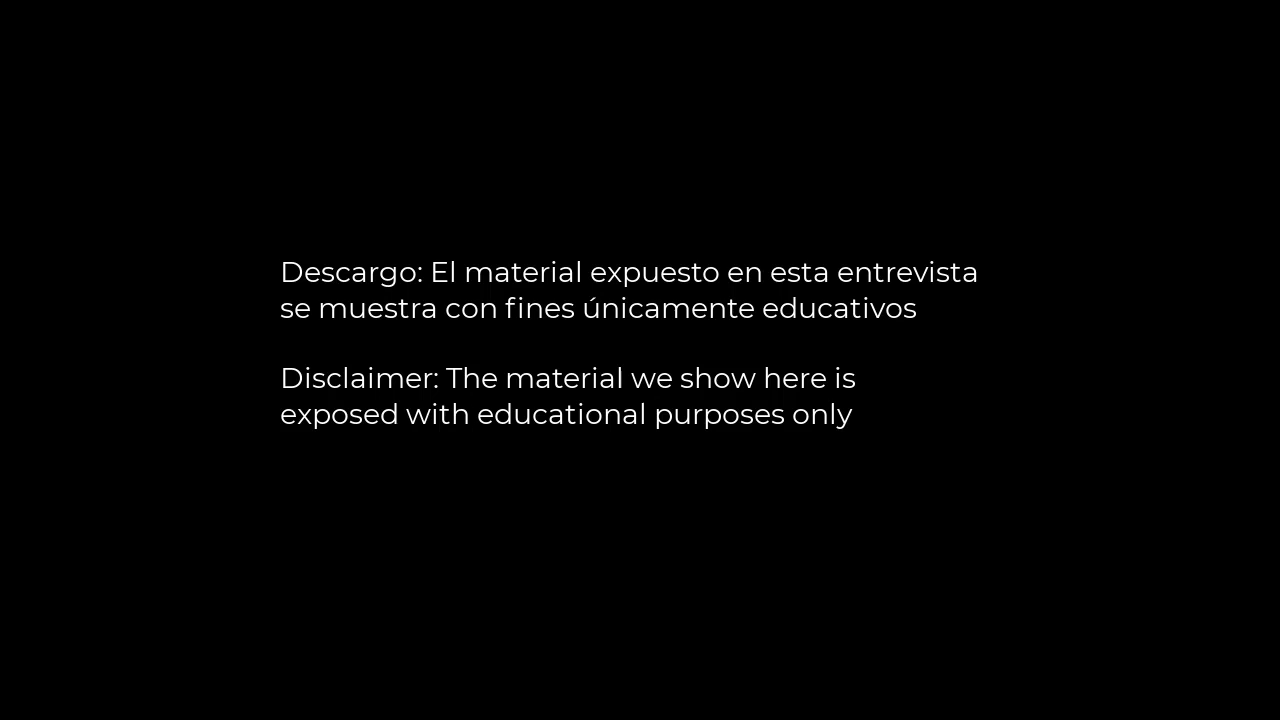 Descargo: El material expuesto en esta entrevista
se muestra con fines únicamente educativos
Disclaimer: The material we show here is
exposed with educational purposes only